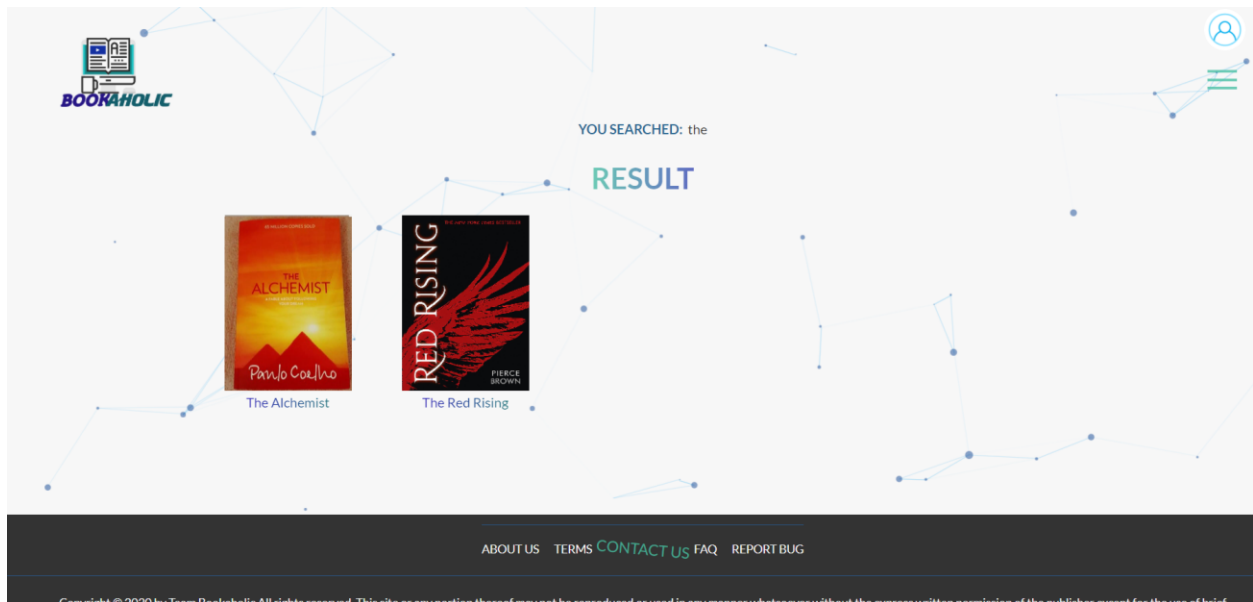 BOOKAHOLIC
YOU SEARCHED: the
RESULT
THE
ALCHEMIST
Paulo Coelho
RED RISING
PIERCE
BROWN
The Alchemist
The Red Rising
ABOUT US TERMS CONTACT US FAQ REPORT BUG